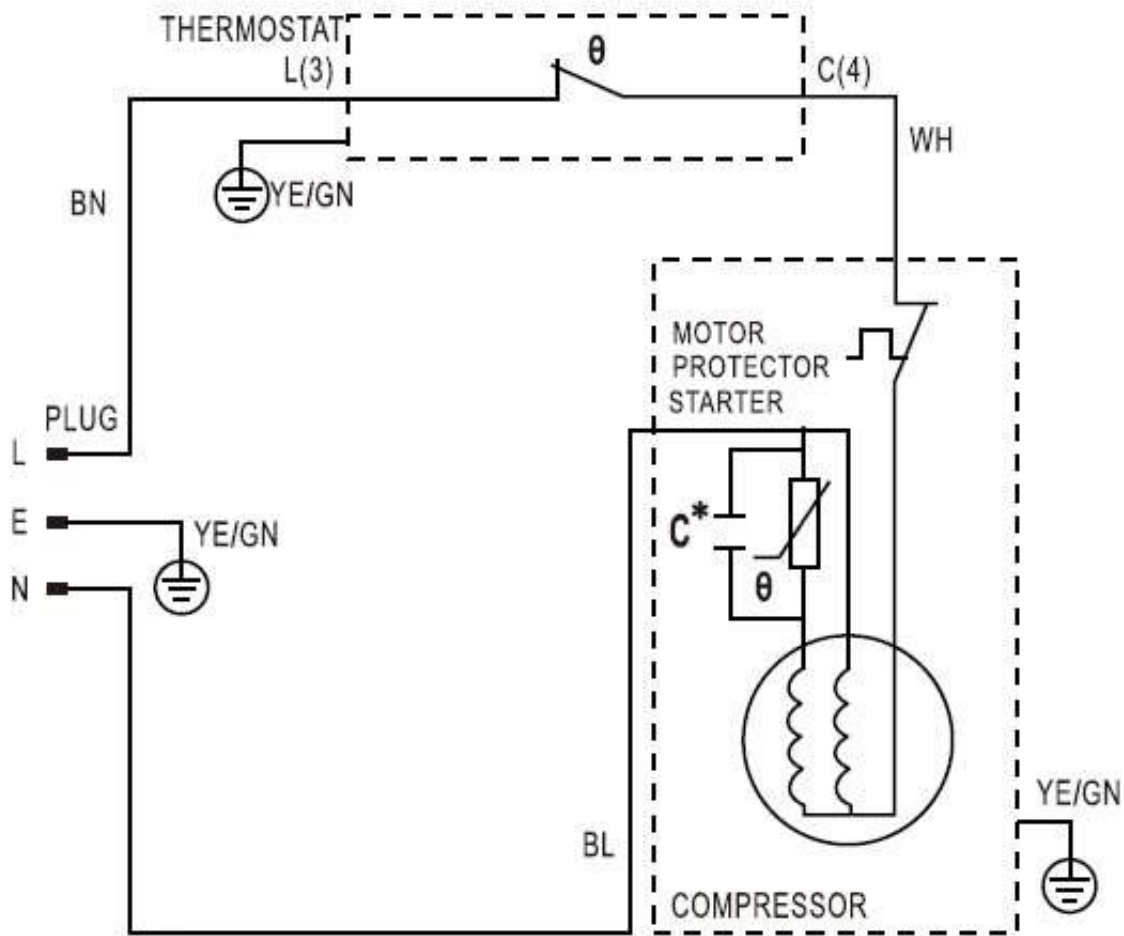 THERMOSTAT
L(3)
θ
C(4)
WH
YE/GN
BN
MOTOR
PROTECTOR
STARTER
PLUG
L
E
YE/GN
N
C*
θ
BL
YE/GN
COMPRESSOR